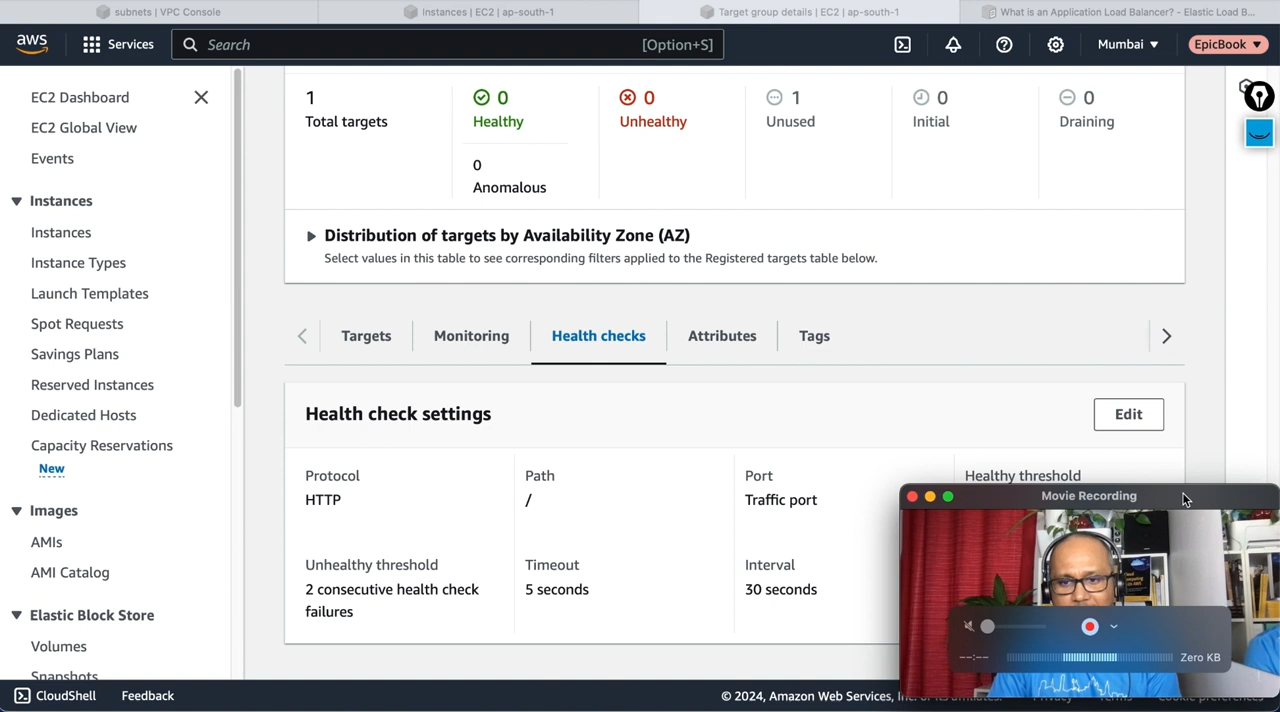 subnets | VPC Console
Instances | EC2 | ap-south-1
Target group details | EC2 | ap-south-1
What is an Application Load Balancer? - Elastic Load B...
aws
Services
Search
[Option+S]
Mumbai
EpicBook
EC2 Dashboard
EC2 Global View
Events
Instances
Instances
Instance Types
Launch Templates
Spot Requests
Savings Plans
Reserved Instances
Dedicated Hosts
Capacity Reservations
New
Images
AMIs
AMI Catalog
Elastic Block Store
Volumes
Snapshots
1
Total targets
0
Healthy
0
Anomalous
0
Unhealthy
1
Unused
0
Initial
0
Draining
Distribution of targets by Availability Zone (AZ)
Select values in this table to see corresponding filters applied to the Registered targets table below.
Targets
Monitoring
Health checks
Attributes
Tags
Health check settings
Edit
Protocol
HTTP
Path
/
Port
Traffic port
Healthy threshold
Unhealthy threshold
2 consecutive health check
failures
Timeout
5 seconds
Interval
30 seconds
Movie Recording
--:--
Zero KB
CloudShell
Feedback
© 2024, Amazon Web Services, Inc. or its affiliates.
Privacy
Terms
Cookie preferences